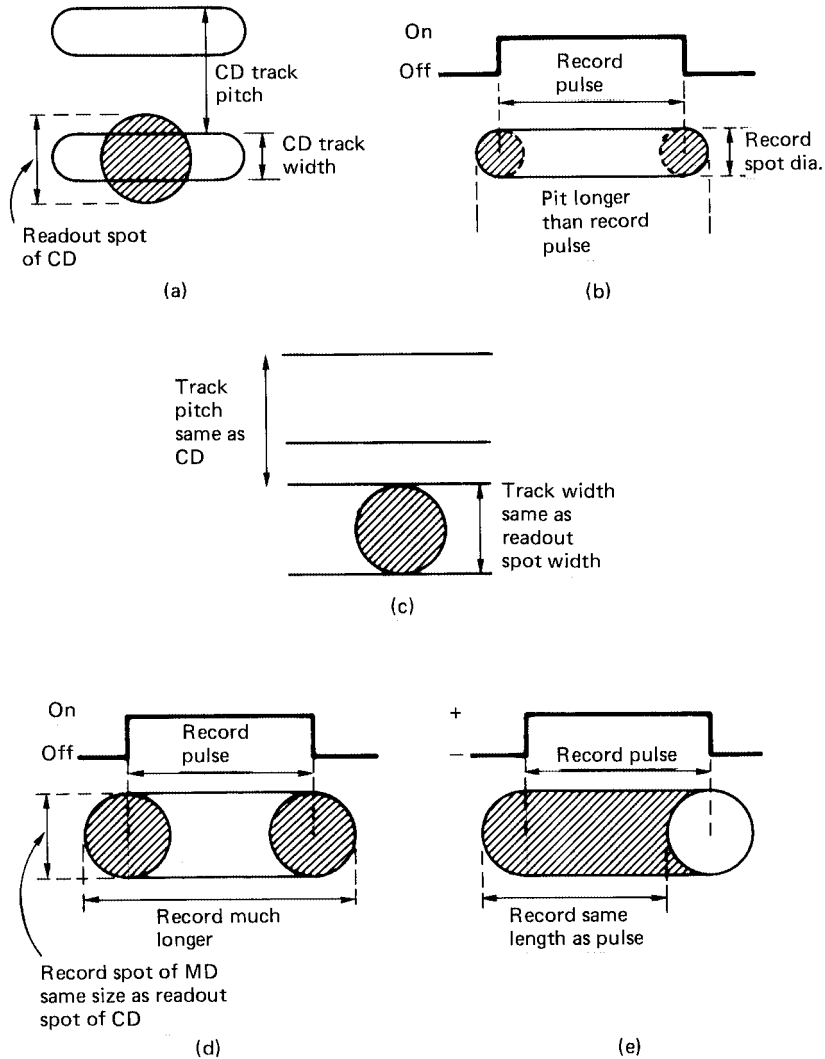 CD track
pitch
CD track
width
Readout spot
of CD
(a)
On
Off
Record
pulse
Record
spot dia.
Pit longer
than record
pulse
(b)
Track
pitch
same as
CD
Track width
same as
readout
spot width
(c)
On
Off
Record
pulse
Record much
longer
Record spot of MD
same size as readout
spot of CD
(d)
+
–
Record pulse
Record same
length as pulse
(e)